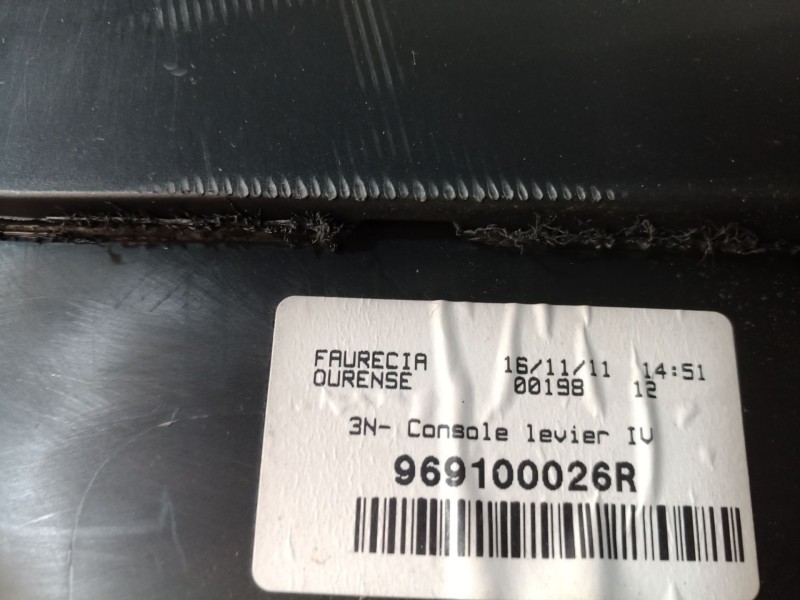 FAURECIA 16/11/11 14:51
OURENSE 00198 12
3N- Console levier IV
969100026R